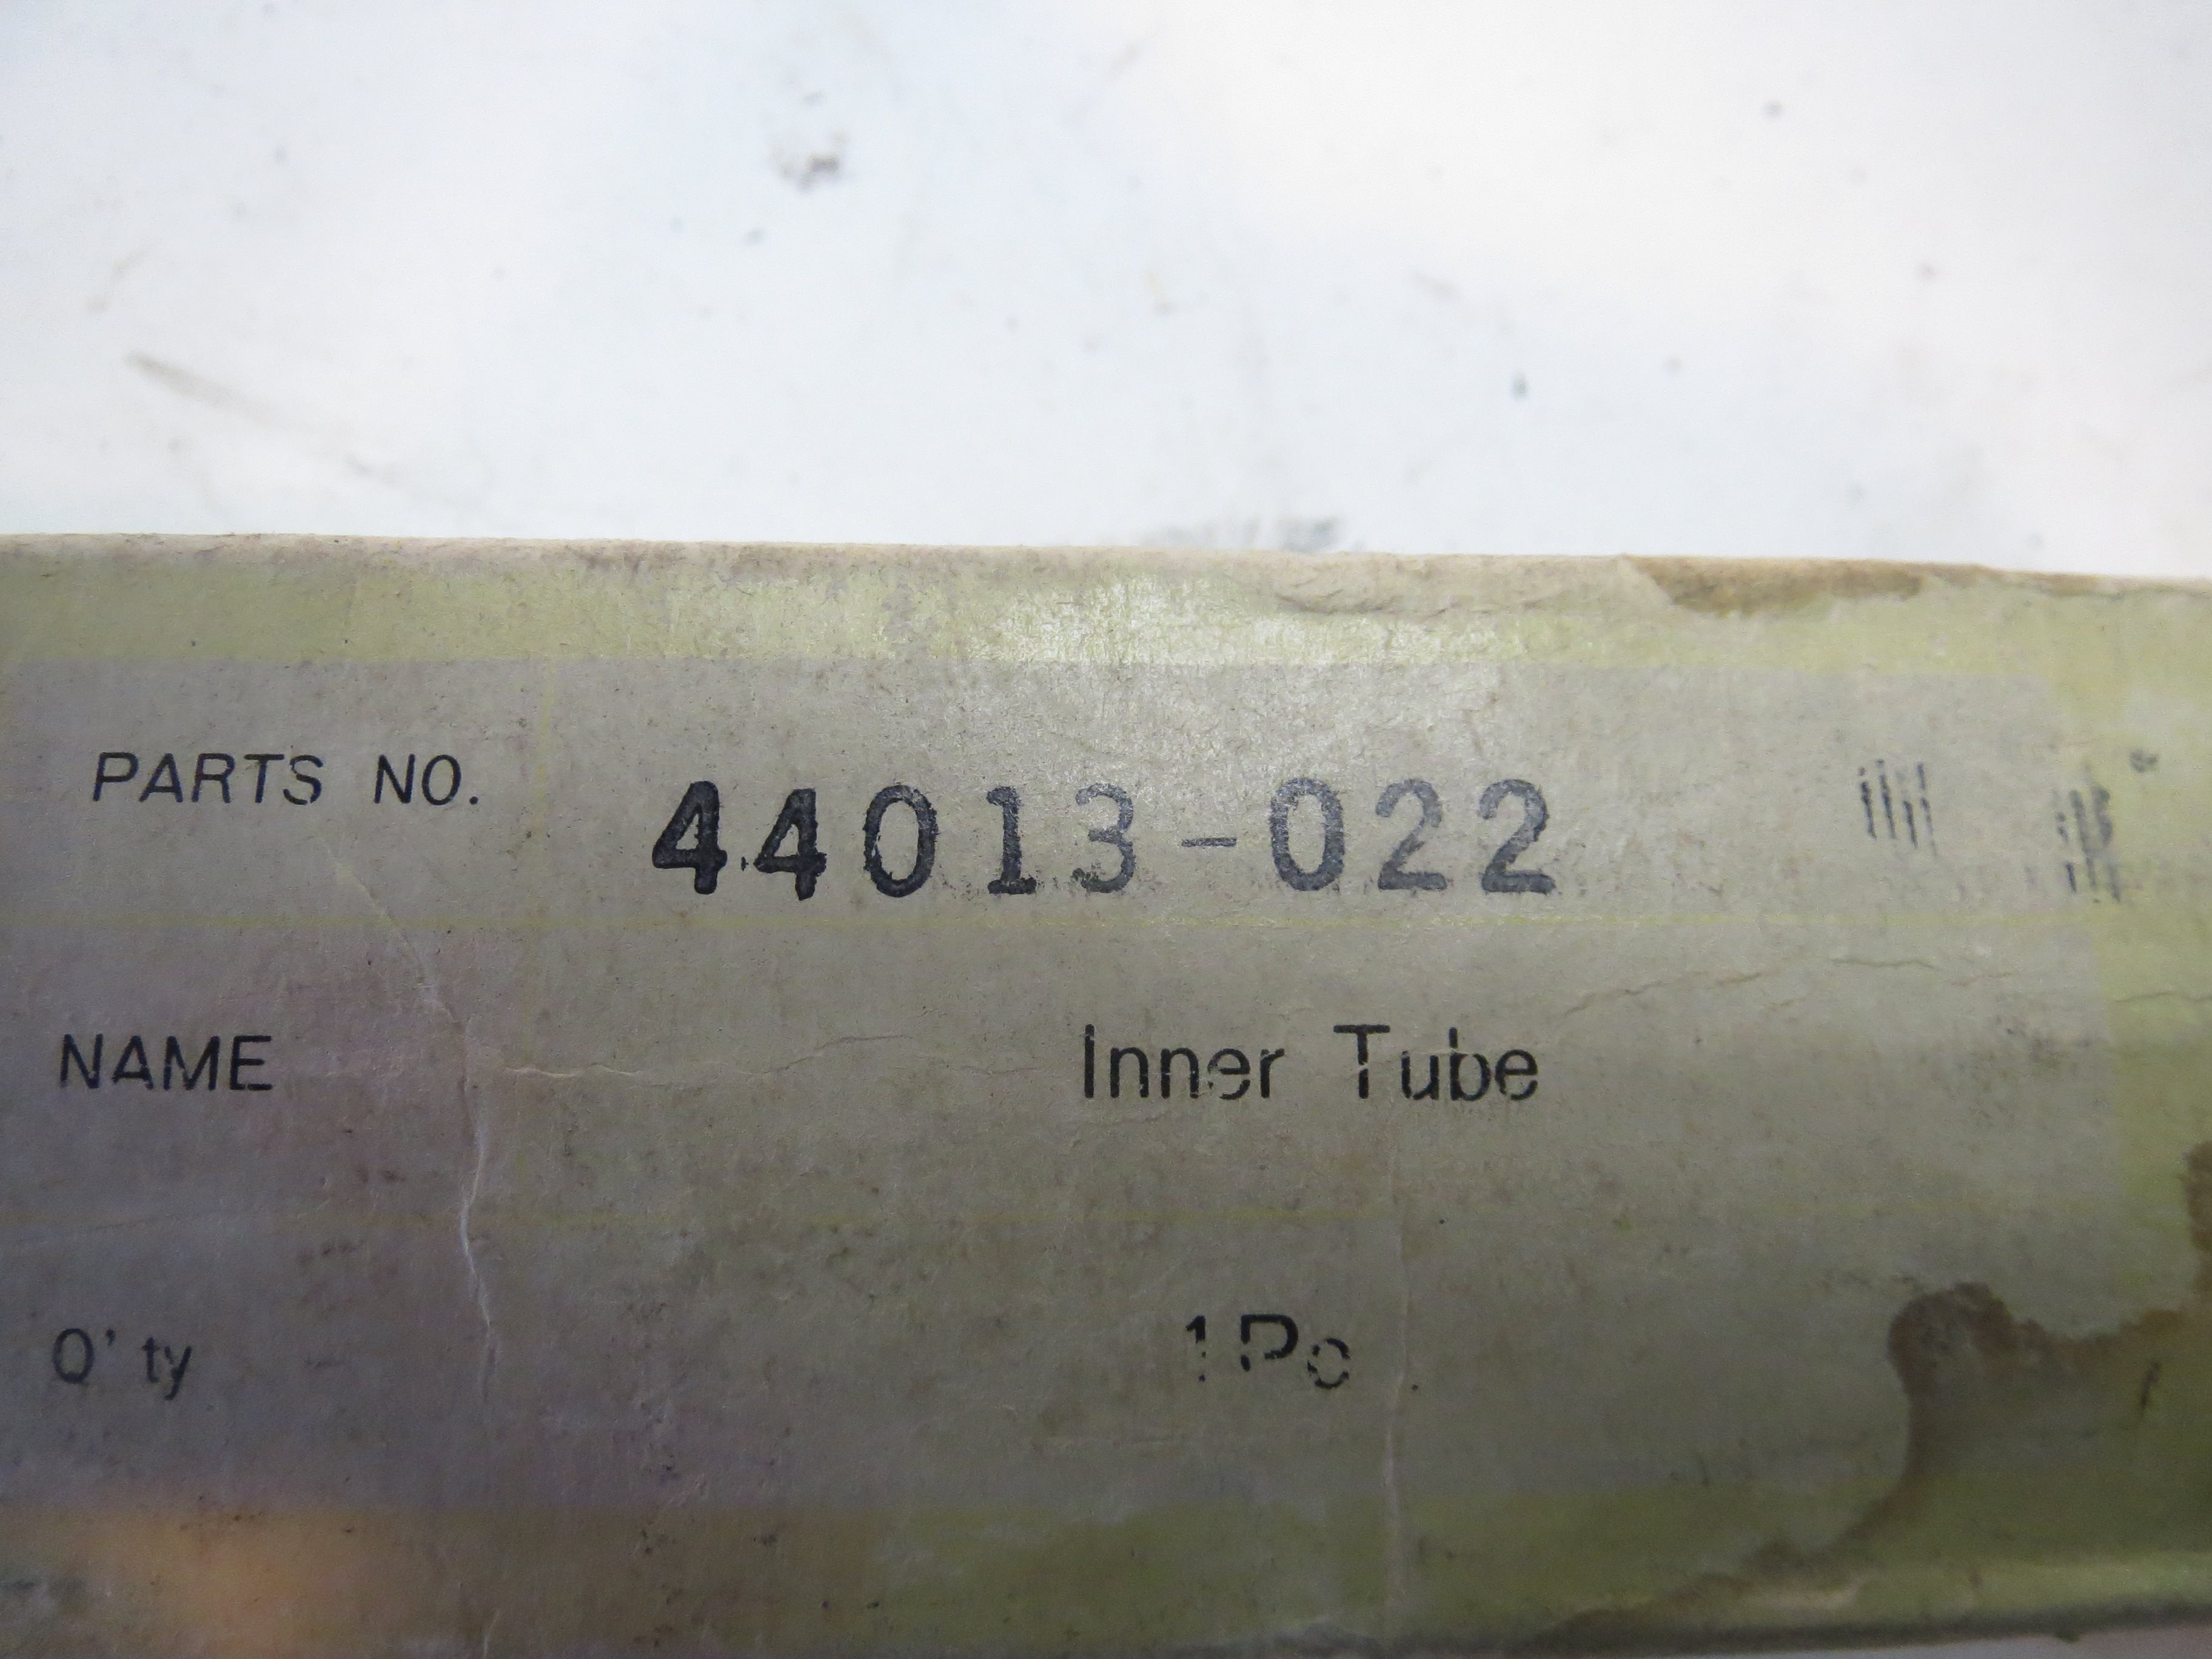 PARTS NO. 44013-022
NAME Inner Tube
Q'ty 1Pc.